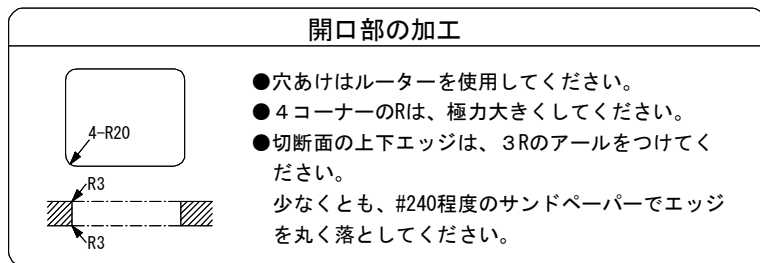 開口部の加工
4-R20
R3
R3
●穴あけはルーターを使用してください。
●４コーナーのRは、極力大きくしてください。
●切断面の上下エッジは、３Rのアールをつけてく
ださい。
少なくとも、#240程度のサンドペーパーでエッジ
を丸く落としてください。